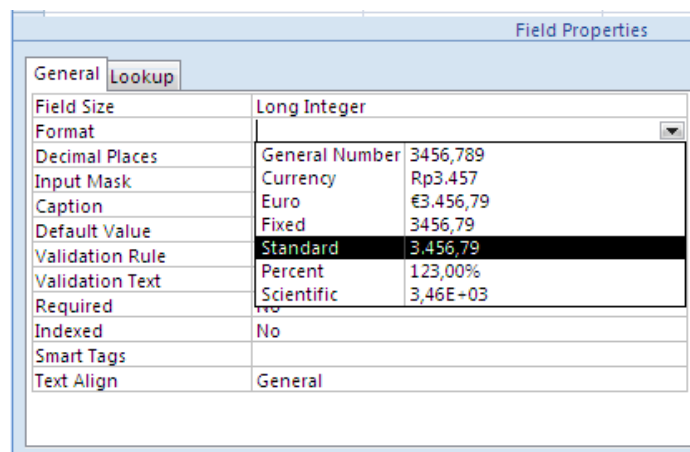 Field Properties
General Lookup
Field Size Long Integer
Format
Decimal Places General Number 3456,789
Input Mask Currency Rp3.457
Caption Euro €3.456,79
Default Value Fixed 3456,79
Validation Rule Standard 3.456,79
Validation Text Percent 123,00%
Required Scientific 3,46E+03
Indexed No
Smart Tags
Text Align General